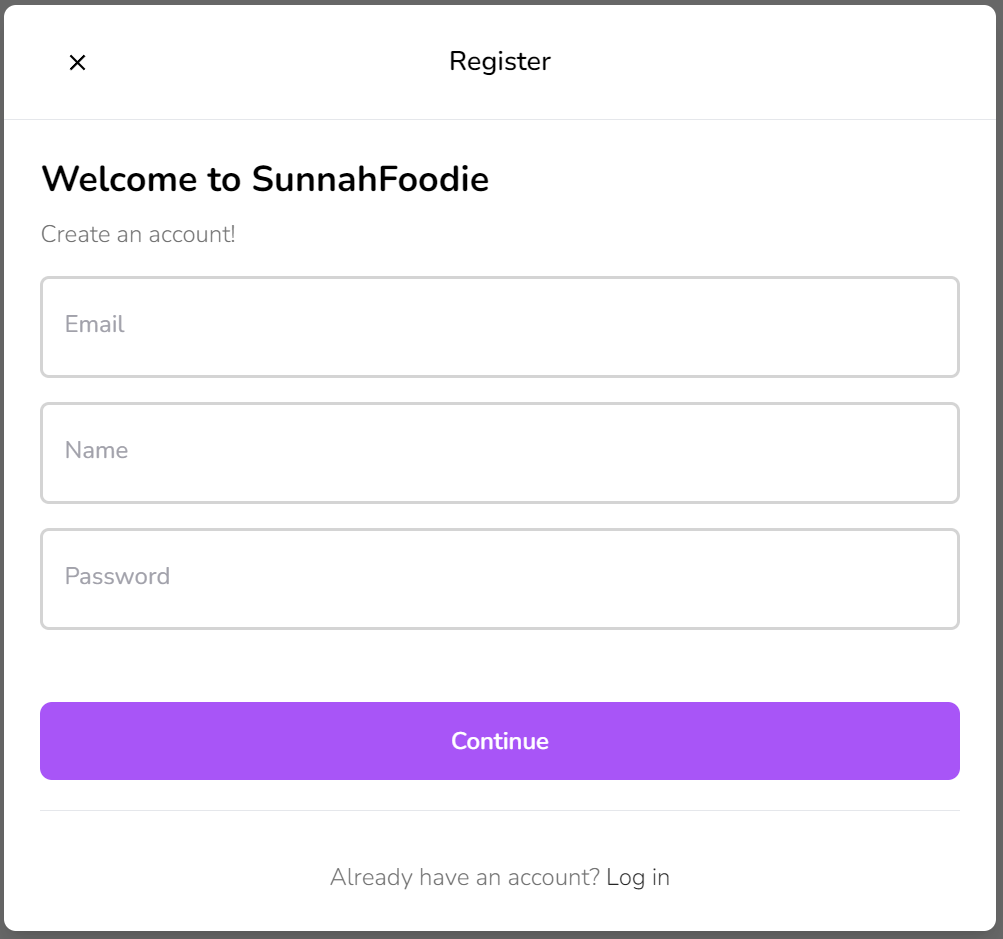 Register
Welcome to SunnahFoodie
Create an account!
Email
Name
Password
Continue
Already have an account? Log in